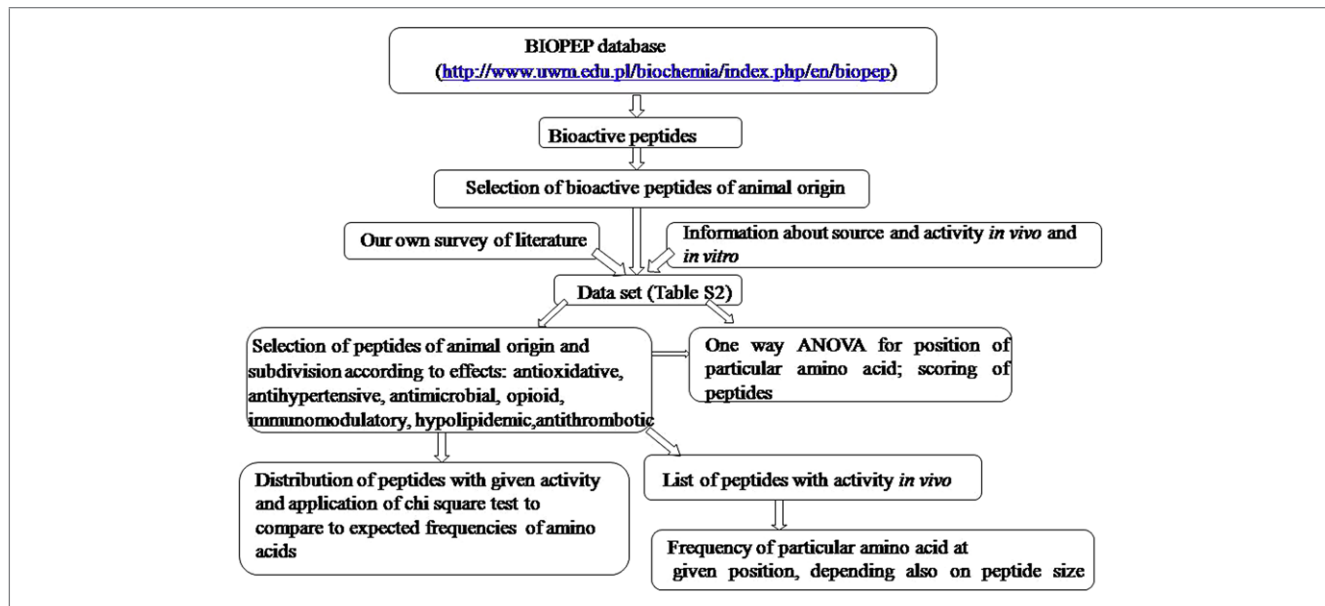 BIOPEP database
(http://www.uwm.edu.pl/biochemia/index.php/en/biopep)
Bioactive peptides
Selection of bioactive peptides of animal origin
Our own survey of literature
Information about source and activity in vivo and
in vitro
Data set (Table S2)
Selection of peptides of animal origin and
subdivision according to effects: antioxidative,
antihypertensive, antimicrobial, opioid,
immunomodulatory, hypolipidemic,antithrombotic
One way ANOVA for position of
particular amino acid; scoring of
peptides
Distribution of peptides with given activity
and application of chi square test to
compare to expected frequencies of amino
acids
List of peptides with activity in vivo
Frequency of particular amino acid at
given position, depending also on peptide size